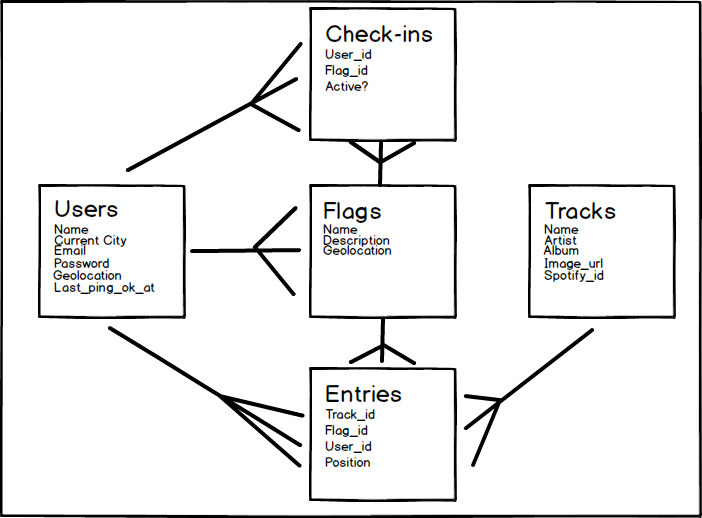 Check-ins
User_id
Flag_id
Active?
Users
Name
Current City
Email
Password
Geolocation
Last_ping_ok_at
Flags
Name
Description
Geolocation
Tracks
Name
Artist
Album
Image_url
Spotify_id
Entries
Track_id
Flag_id
User_id
Position